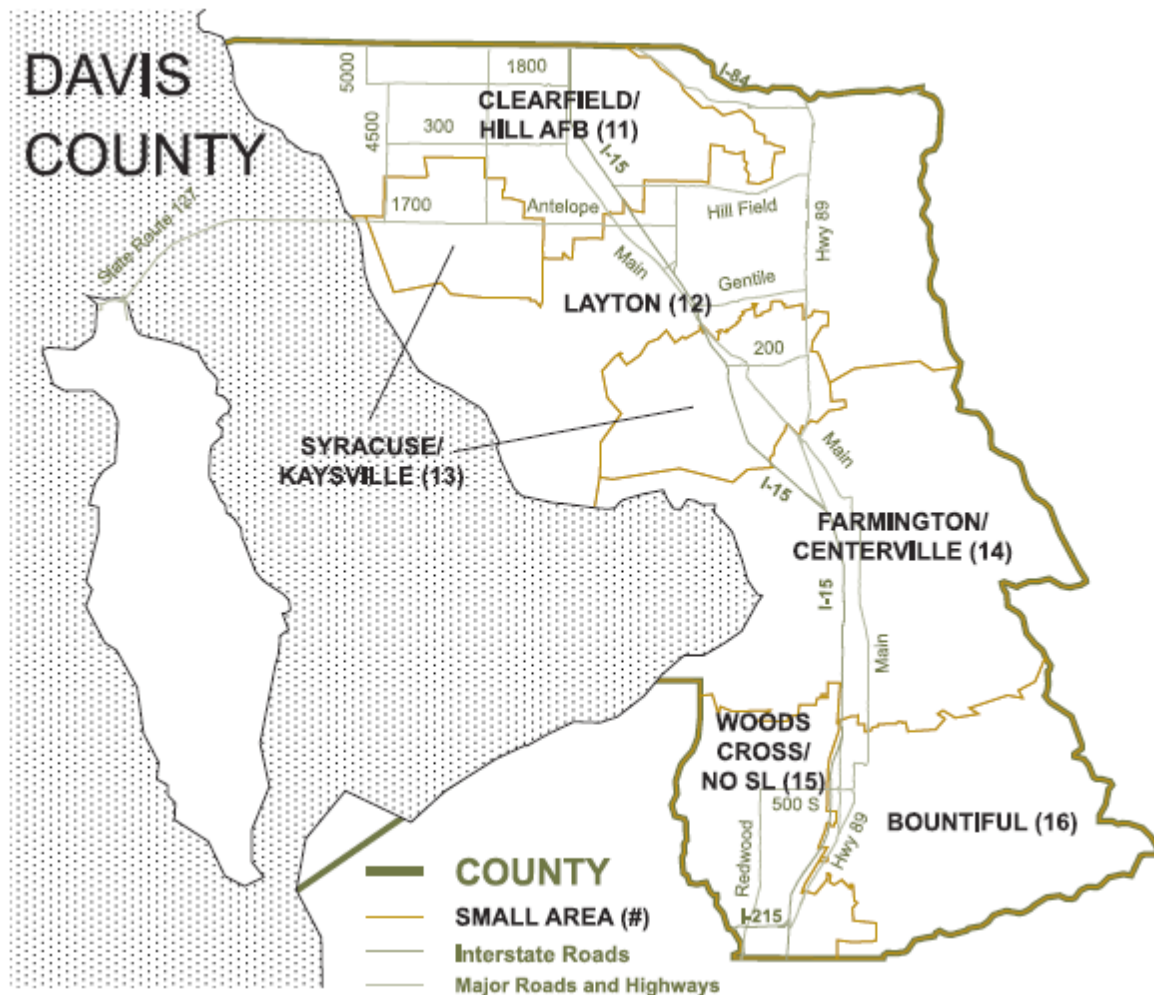 DAVIS
COUNTY
I-84
5000
1800
CLEARFIELD/
HILL AFB (11)
4500
300
I-15
1700
Antelope
Hill Field
Hwy 89
State Route 127
Main
Gentile
LAYTON (12)
200
SYRACUSE/
KAYSVILLE (13)
Main
I-15
FARMINGTON/
CENTERVILLE (14)
I-15
Main
WOODS
CROSS/
NO SL (15)
500 S
BOUNTIFUL (16)
Hwy 89
Redwood
I-215
COUNTY
SMALL AREA (#)
Interstate Roads
Major Roads and Highways